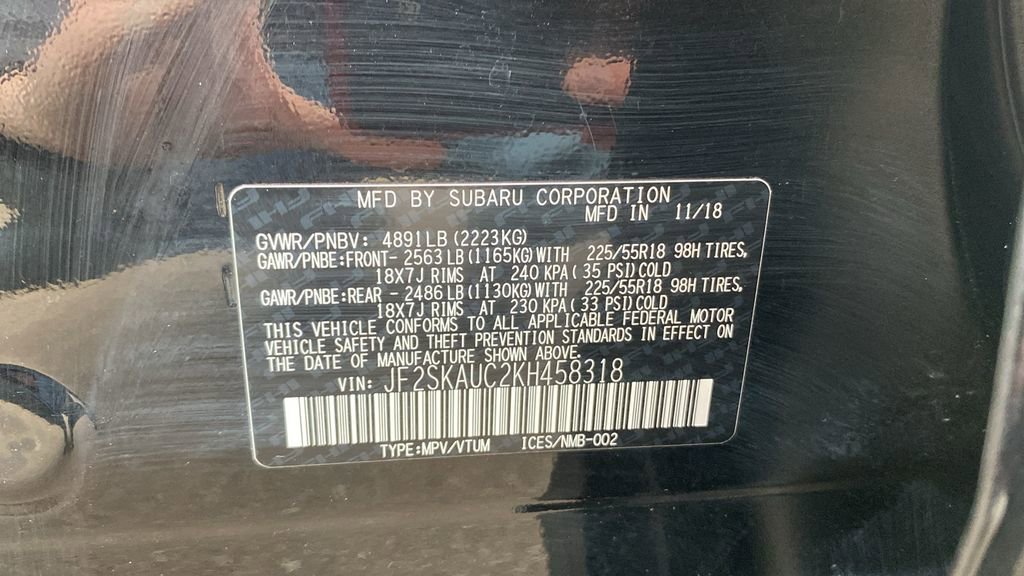 MFD BY SUBARU CORPORATION
MFD IN 11/18
GVWR/PNBV: 4891LB(2223KG)
GAWR/PNBE:FRONT- 2563LB(1165KG)WITH 225/55R18 98H TIRES,
18X7J RIMS AT 240 KPA( 35 PSI)COLD
GAWR/PNBE:REAR - 2486LB(1130KG)WITH 225/55R18 98H TIRES,
18X7J RIMS AT 230 KPA( 33 PSI)COLD
THIS VEHICLE CONFORMS TO ALL APPLICABLE FEDERAL MOTOR
VEHICLE SAFETY AND THEFT PREVENTION STANDARDS IN EFFECT ON
THE DATE OF MANUFACTURE SHOWN ABOVE.
VIN: JF2SKAUC2KH458318
TYPE:MPV/VTUM ICES/NMB-002